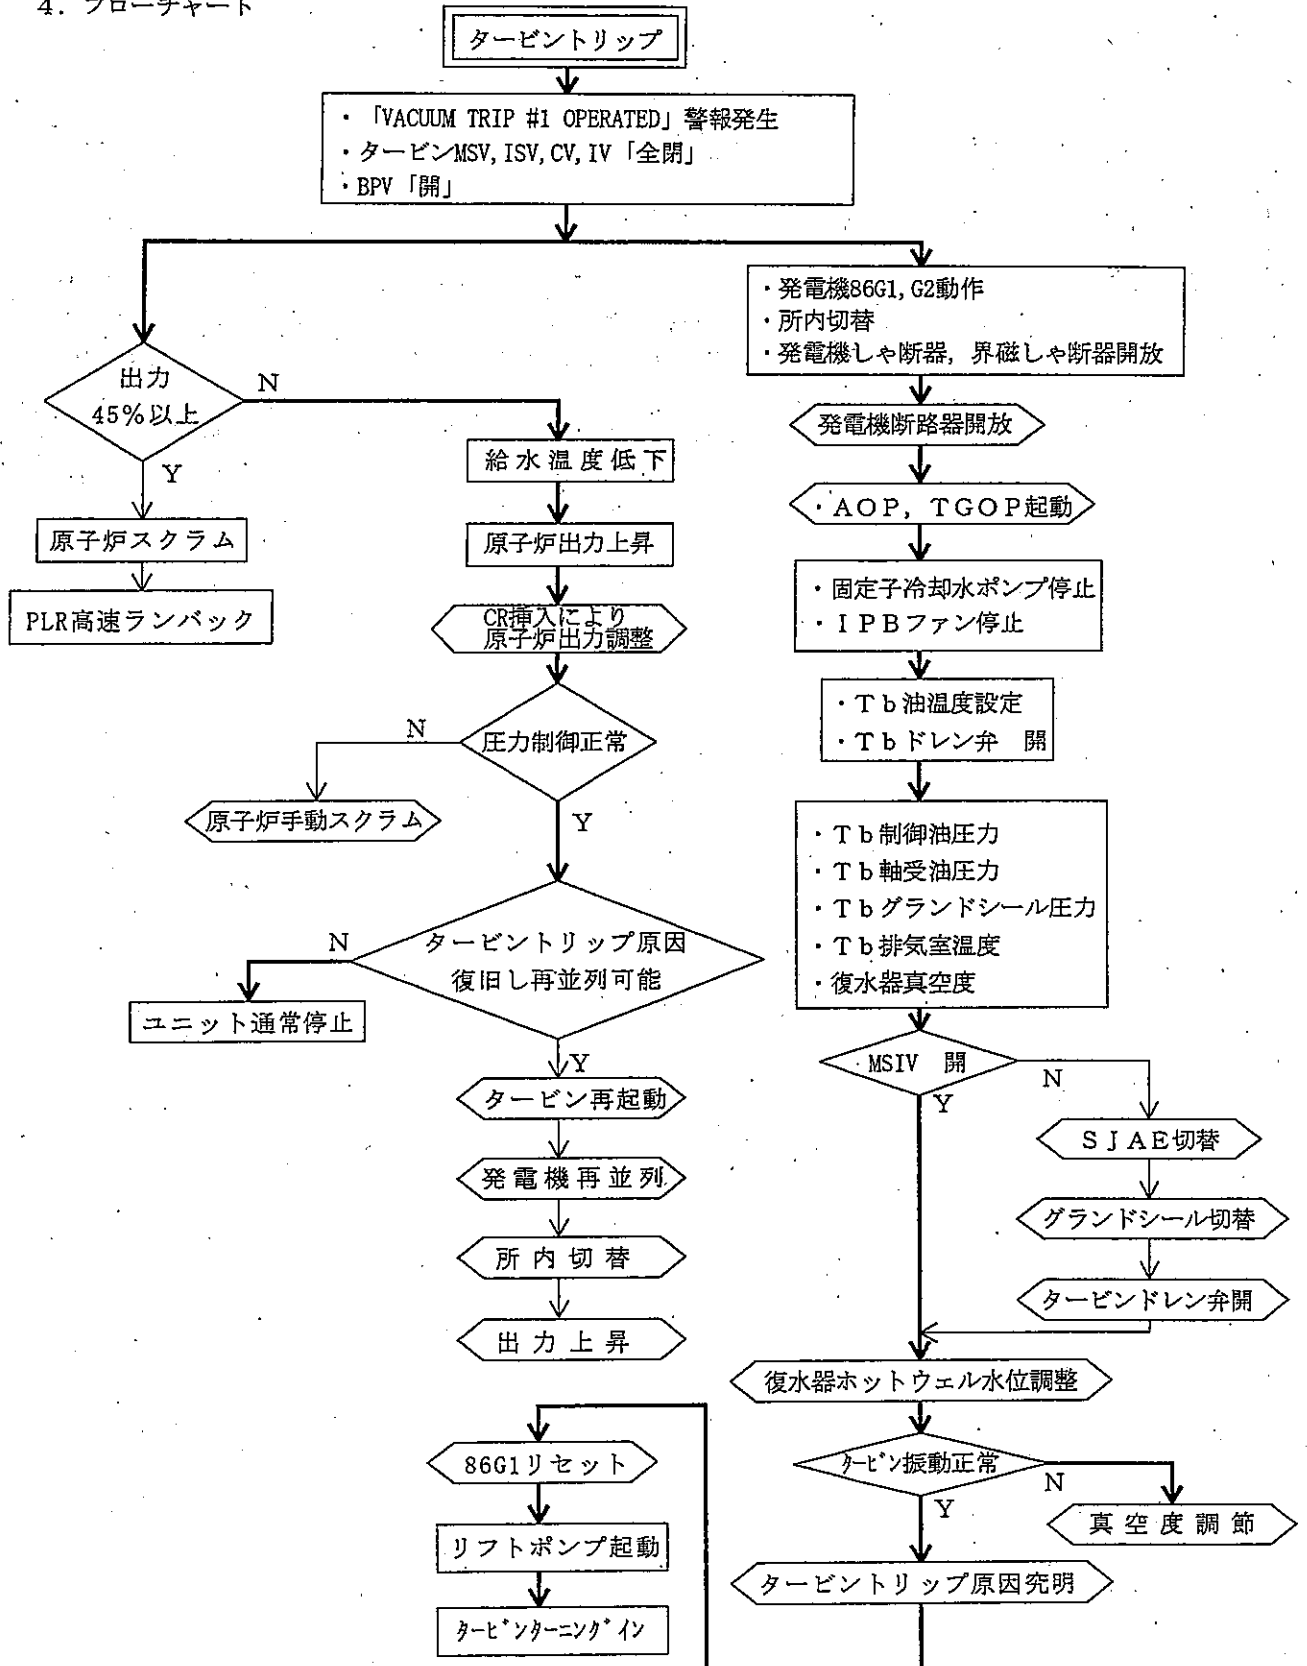 4．フローチャート
タービントリップ
・「VACUUM TRIP #1 OPERATED」警報発生
・タービンMSV,ISV,CV,IV「全閉」
・BPV「開」
・発電機86G1,G2動作
・所内切替
・発電機しゃ断器，界磁しゃ断器開放
出力
45%以上
N
Y
原子炉スクラム
PLR高速ランバック
給水温度低下
原子炉出力上昇
CR挿入により
原子炉出力調整
圧力制御正常
N
Y
原子炉手動スクラム
タービントリップ原因
復旧し再並列可能
N
Y
ユニット通常停止
タービン再起動
発電機再並列
所内切替
出力上昇
発電機断路器開放
・AOP，TGOP起動
・固定子冷却水ポンプ停止
・IPBファン停止
・Tb油温度設定
・Tbドレン弁　開
・Tb制御油圧力
・Tb軸受油圧力
・Tbグランドシール圧力
・Tb排気室温度
・復水器真空度
MSIV　開
N
Y
SJAE切替
グランドシール切替
タービンドレン弁開
復水器ホットウェル水位調整
ﾀｰﾋﾞﾝ振動正常
N
Y
真空度調節
タービントリップ原因究明
86G1リセット
リフトポンプ起動
ﾀｰﾋﾞﾝﾀｰﾆﾝｸﾞｲﾝ